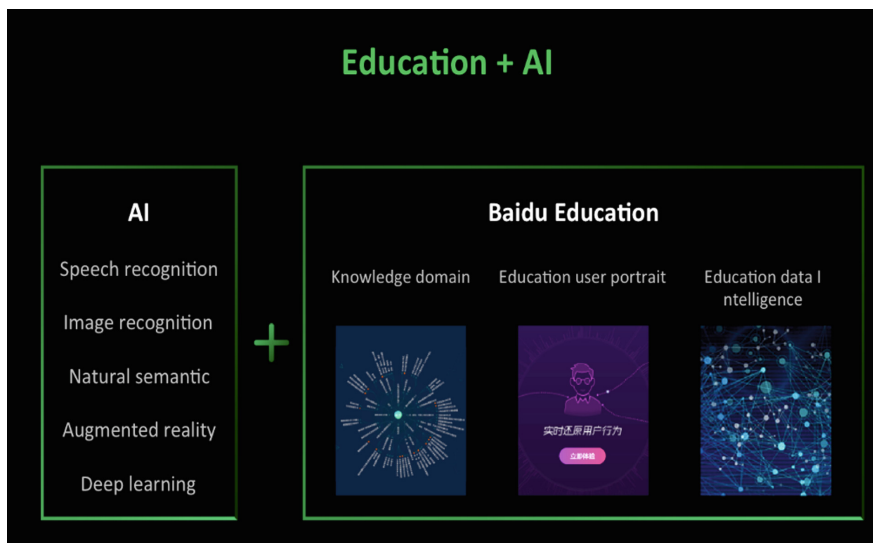 Education + AI
AI
Speech recognition
Image recognition
Natural semantic
Augmented reality
Deep learning
+
Baidu Education
Knowledge domain
Education user portrait
实时还原用户行为
立即体验
Education data I
ntelligence